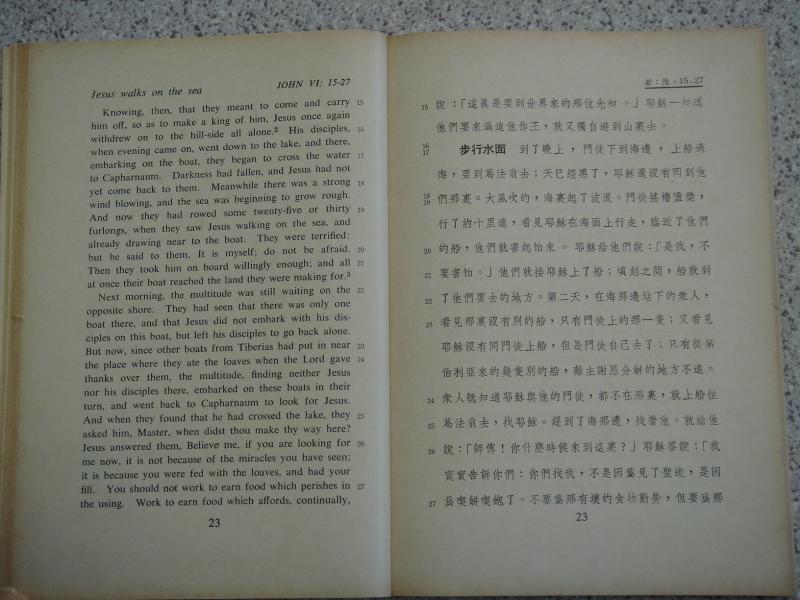 Jesus walks on the sea JOHN VI: 15-27
Knowing, then, that they meant to come and carry 15
him off, so as to make a king of him, Jesus once again
withdrew on to the hill-side all alone.² His disciples, 16
when evening came on, went down to the lake, and there,
embarking on the boat, they began to cross the water 17
to Capharnaum. Darkness had fallen, and Jesus had not
yet come back to them. Meanwhile there was a strong 18
wind blowing, and the sea was beginning to grow rough.
And now they had rowed some twenty-five or thirty 19
furlongs, when they saw Jesus walking on the sea, and
already drawing near to the boat. They were terrified:
but he said to them, It is myself; do not be afraid. 20
Then they took him on board willingly enough; and all 21
at once their boat reached the land they were making for.³
Next morning, the multitude was still waiting on the 22
opposite shore. They had seen that there was only one
boat there, and that Jesus did not embark with his dis-
ciples on this boat, but left his disciples to go back alone.
But now, since other boats from Tiberias had put in near 23
the place where they ate the loaves when the Lord gave 24
thanks over them, the multitude, finding neither Jesus
nor his disciples there, embarked on these boats in their
turn, and went back to Capharnaum to look for Jesus.
And when they found that he had crossed the lake, they 25
asked him, Master, when didst thou make thy way here?
Jesus answered them, Believe me, if you are looking for 26
me now, it is not because of the miracles you have seen;
it is because you were fed with the loaves, and had your
fill. You should not work to earn food which perishes in 27
the using. Work to earn food which affords, continually,
23
若：陸，15-27
15 說：「這眞是要到世界來的那位先知。」耶穌一知道
他們要來逼迫他作王，就又獨自避到山裏去。
16 17 步行水面 到了晚上，門徒下到海邊，上船過
海，要到葛法翁去；天已經黑了，耶穌還沒有回到他
18 19 們那裏。大風吹的，海裏起了波浪。門徒搖櫓盪槳，
行了約十里遠，看見耶穌在海面上行走，臨近了他們
20 的船，他們就害起怕來。耶穌給他們說：「是我，不
21 要害怕。」他們就接耶穌上了船；頃刻之間，船就到
22 了他們要去的地方。第二天，在海那邊站下的衆人，
23 看見那裏沒有別的船，只有門徒上的那一隻；又看見
耶穌沒有同門徒上船，但是門徒自己去了；只有從第
伯利亞來的幾隻別的船，離主謝恩分餅的地方不遠。
24 衆人旣知道耶穌與他的門徒，都不在那裏，就上船往
25 葛法翁去，找耶穌。趕到了海那邊，找着他。就給他
26 說：「師傅！你什麼時候來到這裏？」耶穌答說：「我
實實告訴你們：你們找我，不是因爲見了聖迹，是因
27 爲喫餅喫飽了。不要爲那有壞的食物勤勞，但要爲那
23